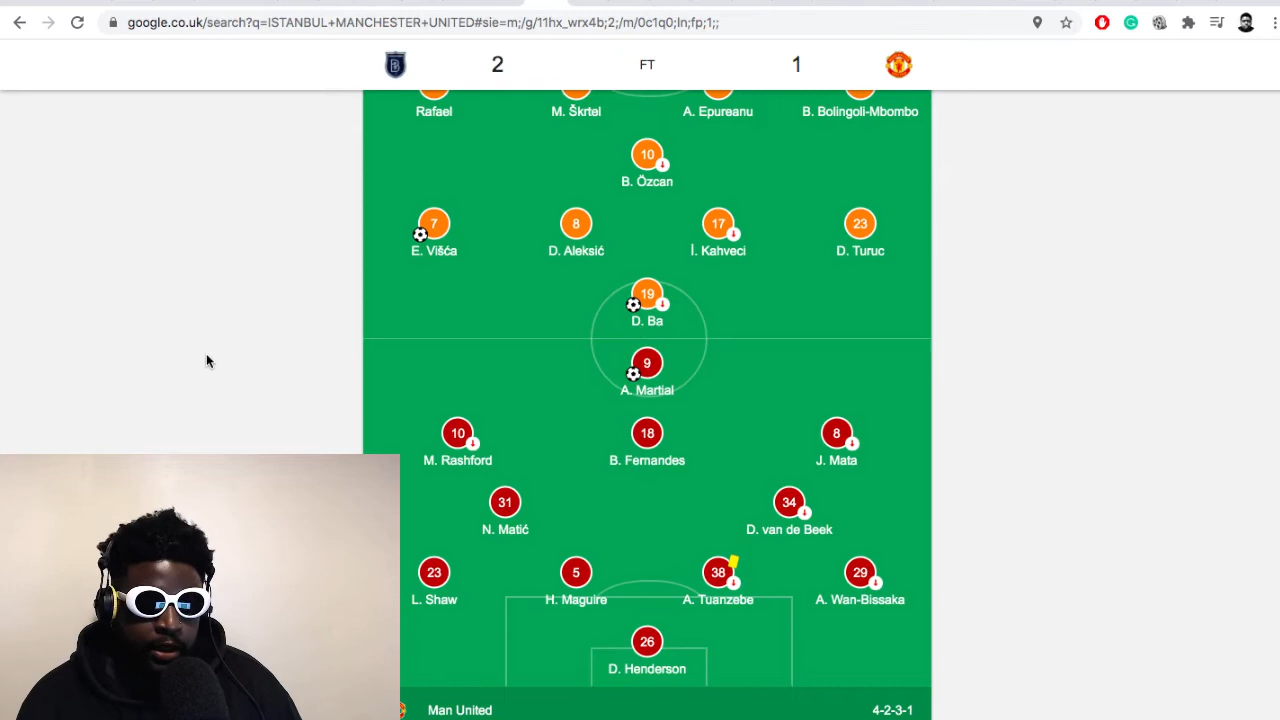 google.co.uk/search?q=ISTANBUL+MANCHESTER+UNITED#sie=m;/g/11hx_wrx4b;2;/m/0c1q0;ln;fp;1;;
2 FT 1
Rafael M. Škrtel A. Epureanu B. Bolingoli-Mbombo
10
B. Özcan
7 8 17 23
E. Višća D. Aleksić İ. Kahveci D. Turuc
19
D. Ba
9
A. Martial
10 18 8
M. Rashford B. Fernandes J. Mata
31 34
N. Matić D. van de Beek
23 5 38 29
L. Shaw H. Maguire A. Tuanzebe A. Wan-Bissaka
26
D. Henderson
Man United 4-2-3-1